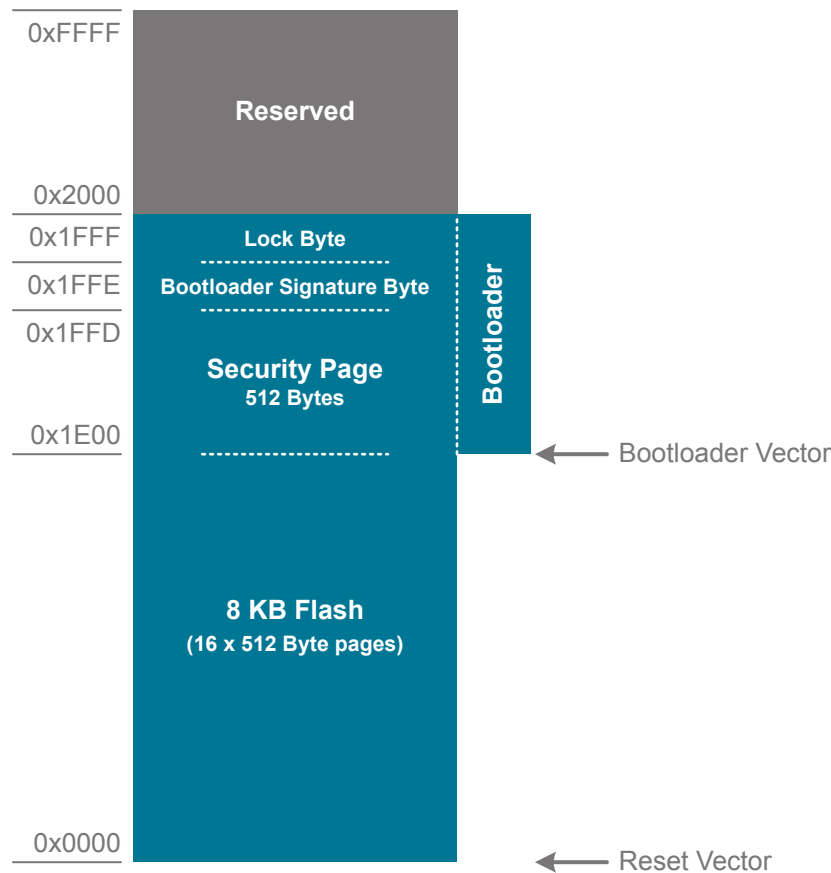 0xFFFF
Reserved
0x2000
0x1FFF
Lock Byte
0x1FFE
Bootloader Signature Byte
0x1FFD
Security Page
512 Bytes
Bootloader
0x1E00
Bootloader Vector
8 KB Flash
(16 x 512 Byte pages)
0x0000
Reset Vector